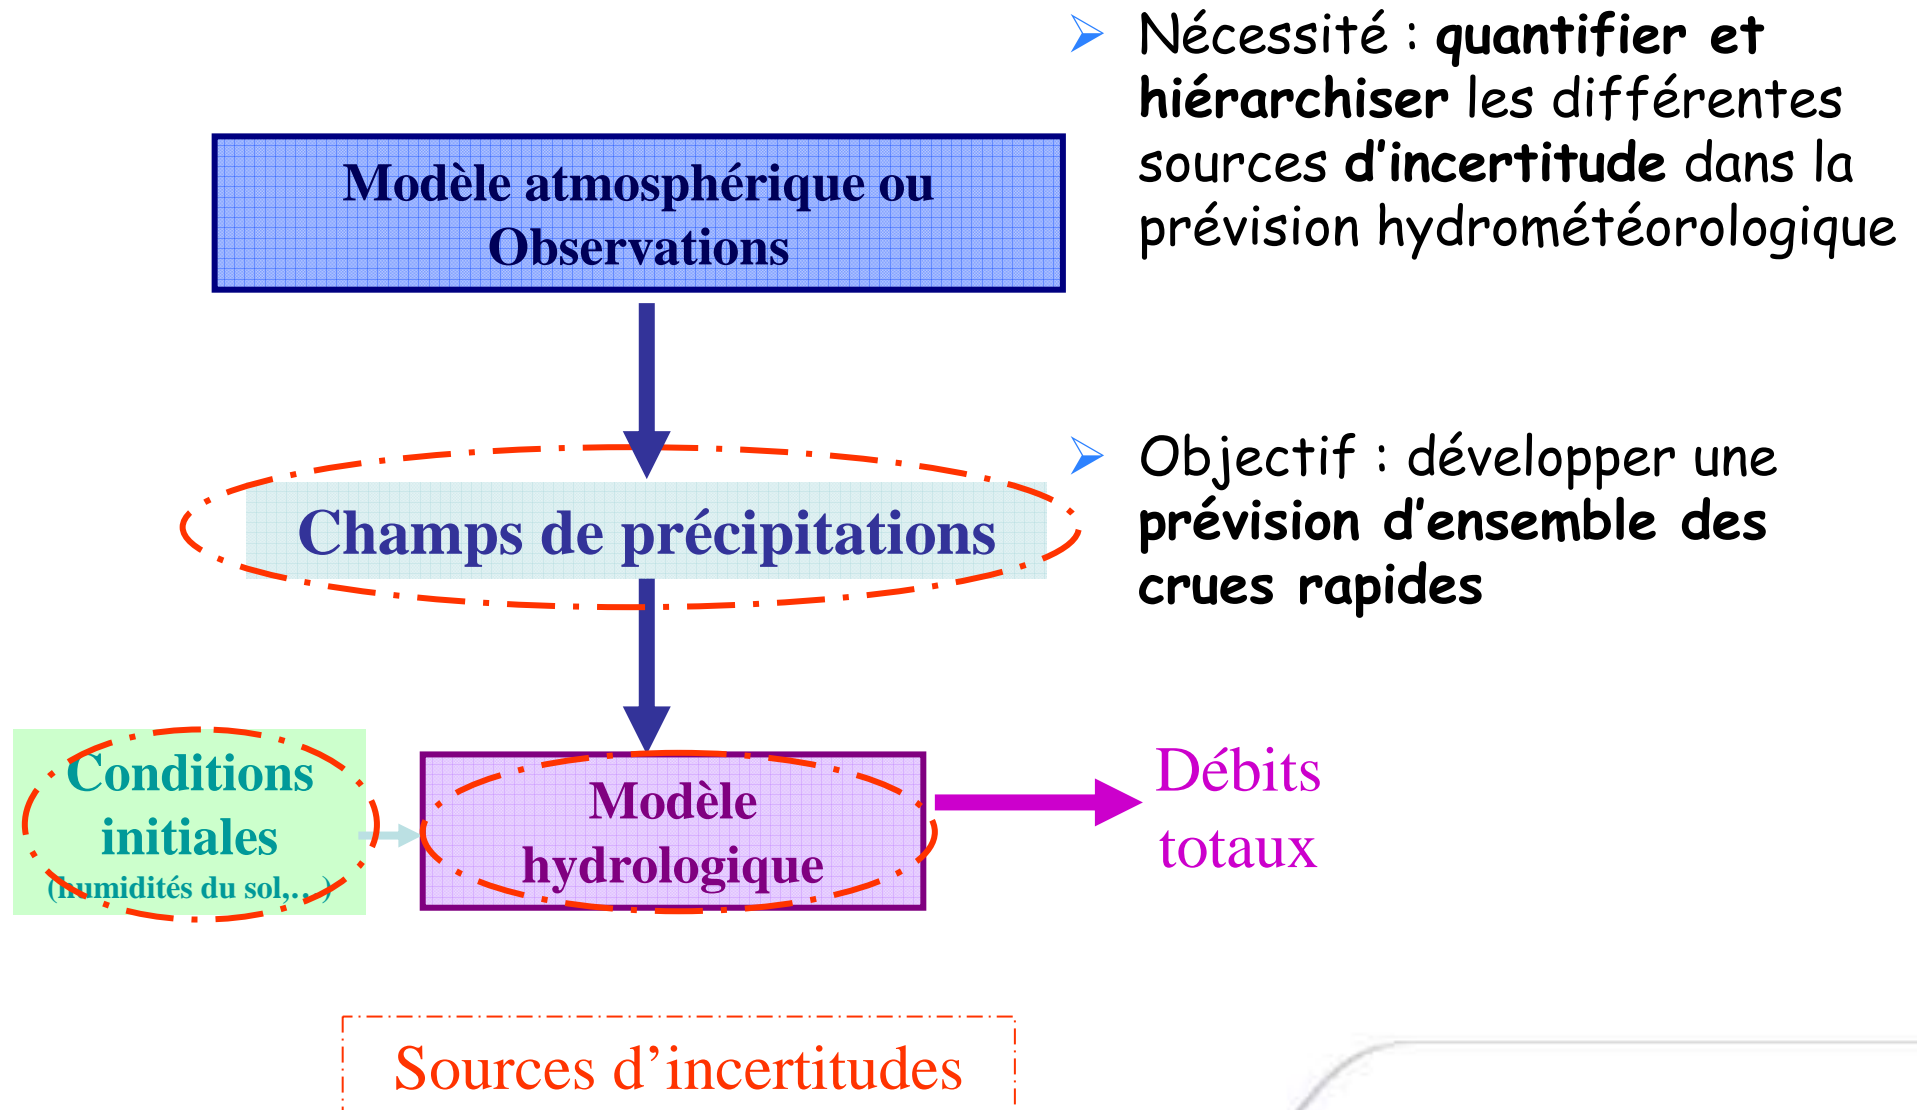 Nécessité : quantifier et
hiérarchiser les différentes
sources d'incertitude dans la
prévision hydrométéorologique
Modèle atmosphérique ou
Observations
Objectif : développer une
prévision d'ensemble des
crues rapides
Champs de précipitations
Conditions
initiales
(humidités du sol,…)
Modèle
hydrologique
Débits
totaux
Sources d'incertitudes